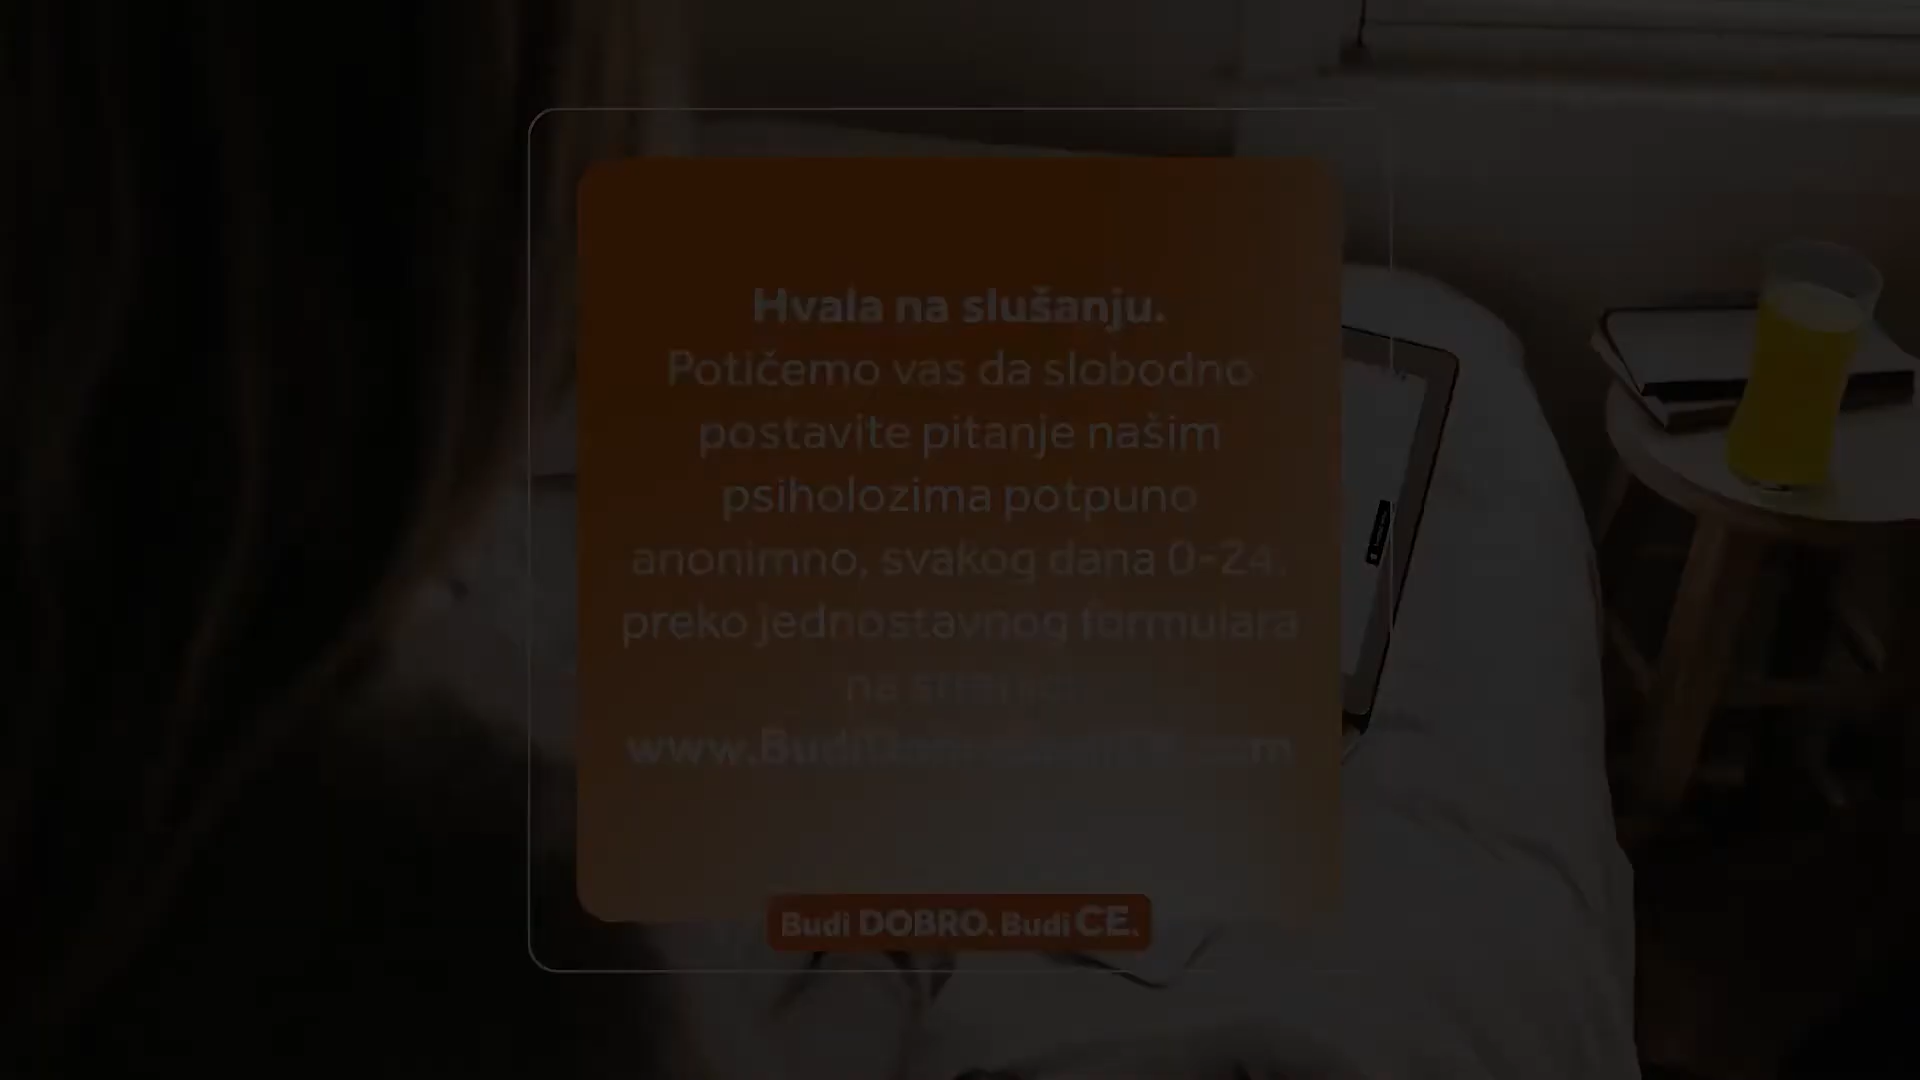 Hvala na slušanju.
Potičemo vas da slobodno
postavite pitanje našim
psiholozima potpuno
anonimno, svakog dana 0-24,
preko jednostavnog formulara
na
Budi DOBRO. Budi CE.